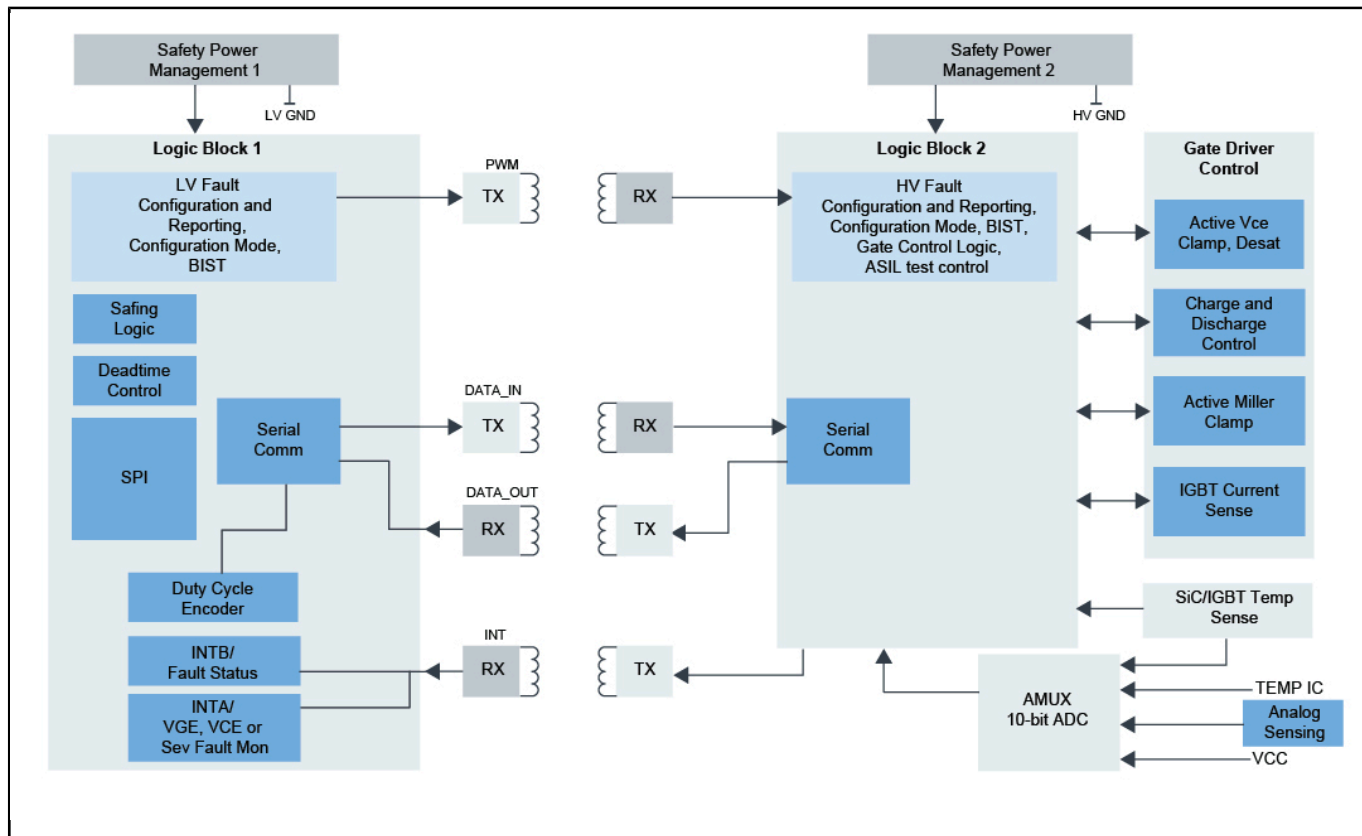 Safety Power
Management 1
LV GND
Safety Power
Management 2
HV GND
Logic Block 1
LV Fault
Configuration and
Reporting,
Configuration Mode,
BIST
Safing
Logic
Deadtime
Control
SPI
Serial
Comm
Duty Cycle
Encoder
INTB/
Fault Status
INTA/
VGE, VCE or
Sev Fault Mon
PWM
TX
RX
DATA_IN
TX
RX
DATA_OUT
RX
TX
INT
RX
TX
Logic Block 2
HV Fault
Configuration and Reporting,
Configuration Mode, BIST,
Gate Control Logic,
ASIL test control
Serial
Comm
Gate Driver
Control
Active Vce
Clamp, Desat
Charge and
Discharge
Control
Active Miller
Clamp
IGBT Current
Sense
SiC/IGBT Temp
Sense
AMUX
10-bit ADC
TEMP IC
Analog
Sensing
VCC